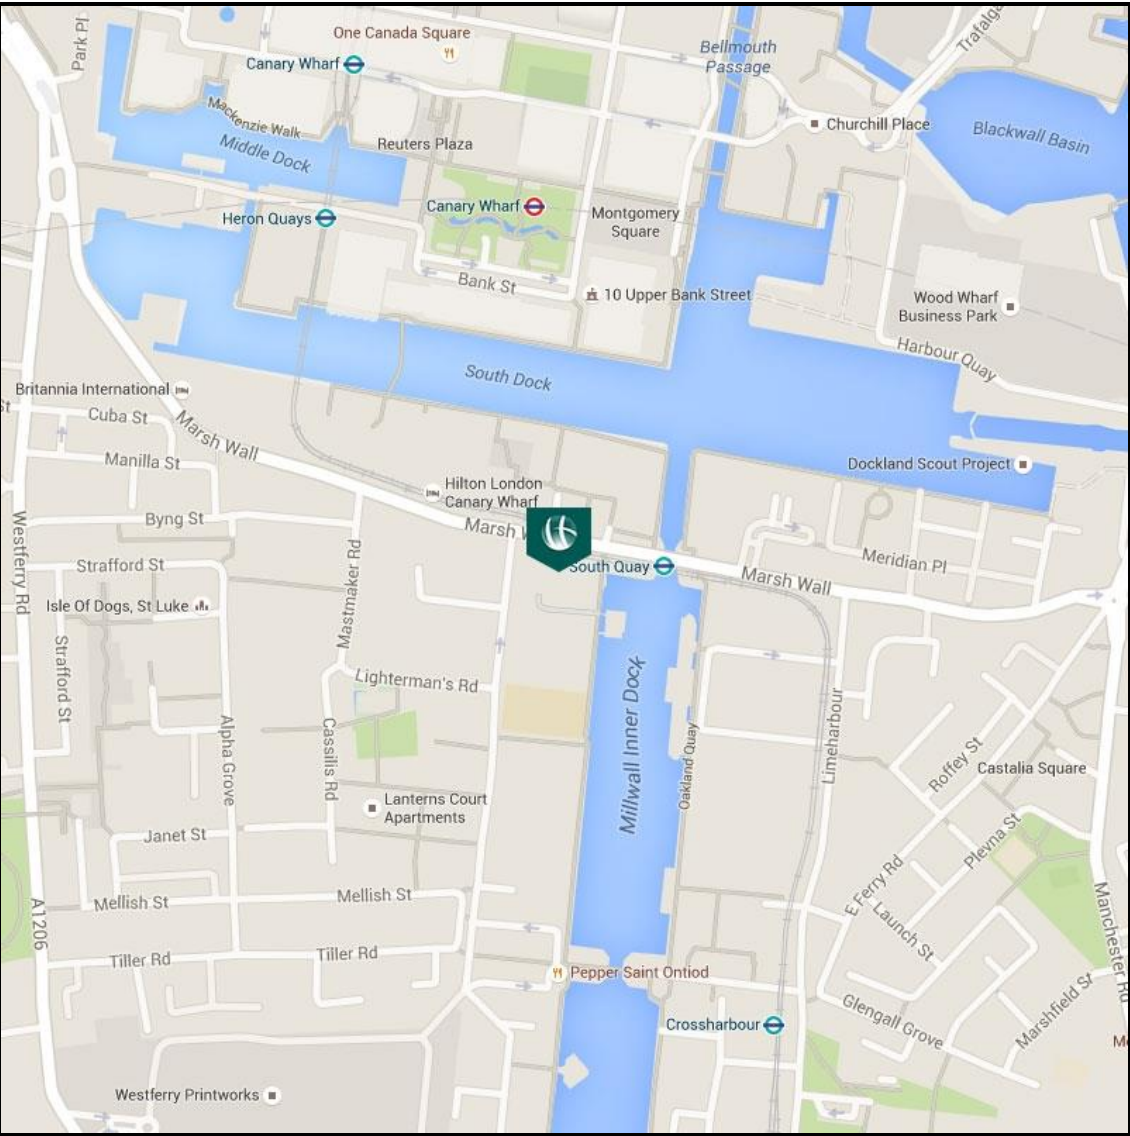 Park Pl
One Canada Square
Canary Wharf
Bellmouth
Passage
Trafalga
Mackenzie Walk
Middle Dock
Reuters Plaza
Churchill Place
Blackwall Basin
Heron Quays
Canary Wharf
Montgomery
Square
Bank St
10 Upper Bank Street
Wood Wharf
Business Park
Harbour Quay
South Dock
Britannia International
St
Cuba St
Marsh Wall
Manilla St
Dockland Scout Project
Hilton London
Canary Wharf
Byng St
Marsh W
Westferry Rd
South Quay
Meridian Pl
Marsh Wall
Strafford St
Isle Of Dogs, St Luke
Mastmaker Rd
Strafford St
Lighterman's Rd
Millwall Inner Dock
Limeharbour
Alpha Grove
Cassilis Rd
Oakland Quay
Roffey St
Castalia Square
Lanterns Court
Apartments
Janet St
Plevna St
E Ferry Rd
Mellish St
Mellish St
Launch St
A1206
Manchester Rd
Tiller Rd
Tiller Rd
Pepper Saint Ontiod
Glengall Grove
Marshfield St
Crossharbour
Mc
Westferry Printworks